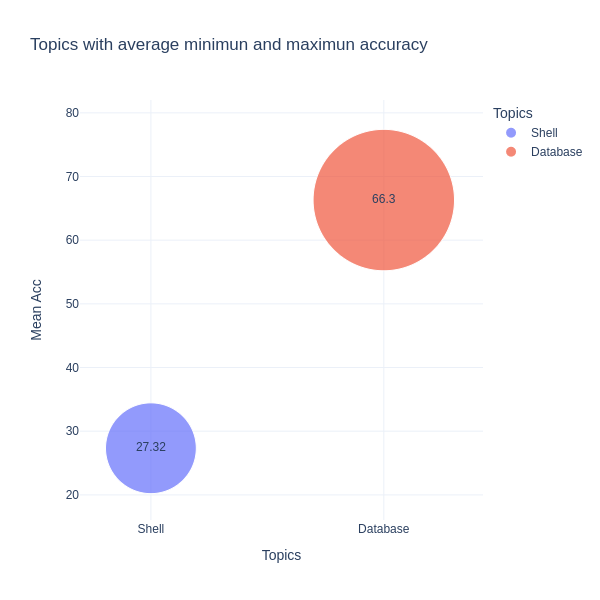 Topics with average minimun and maximun accuracy
80
70
60
50
40
30
20
Mean Acc
66.3
27.32
Shell
Database
Topics
Topics
Shell
Database